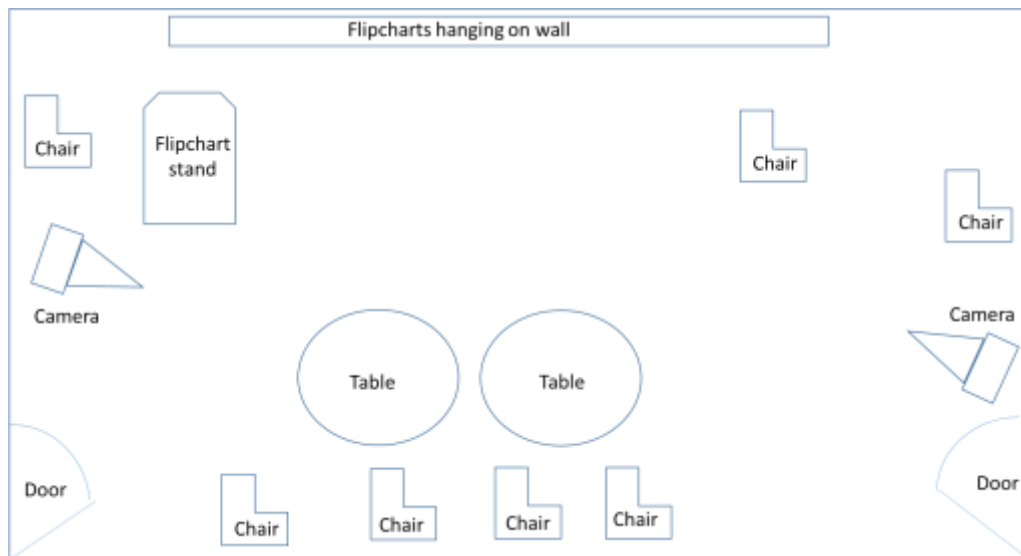 Flipcharts hanging on wall
Chair
Flipchart
stand
Chair
Chair
Camera
Camera
Table
Table
Door
Door
Chair
Chair
Chair
Chair